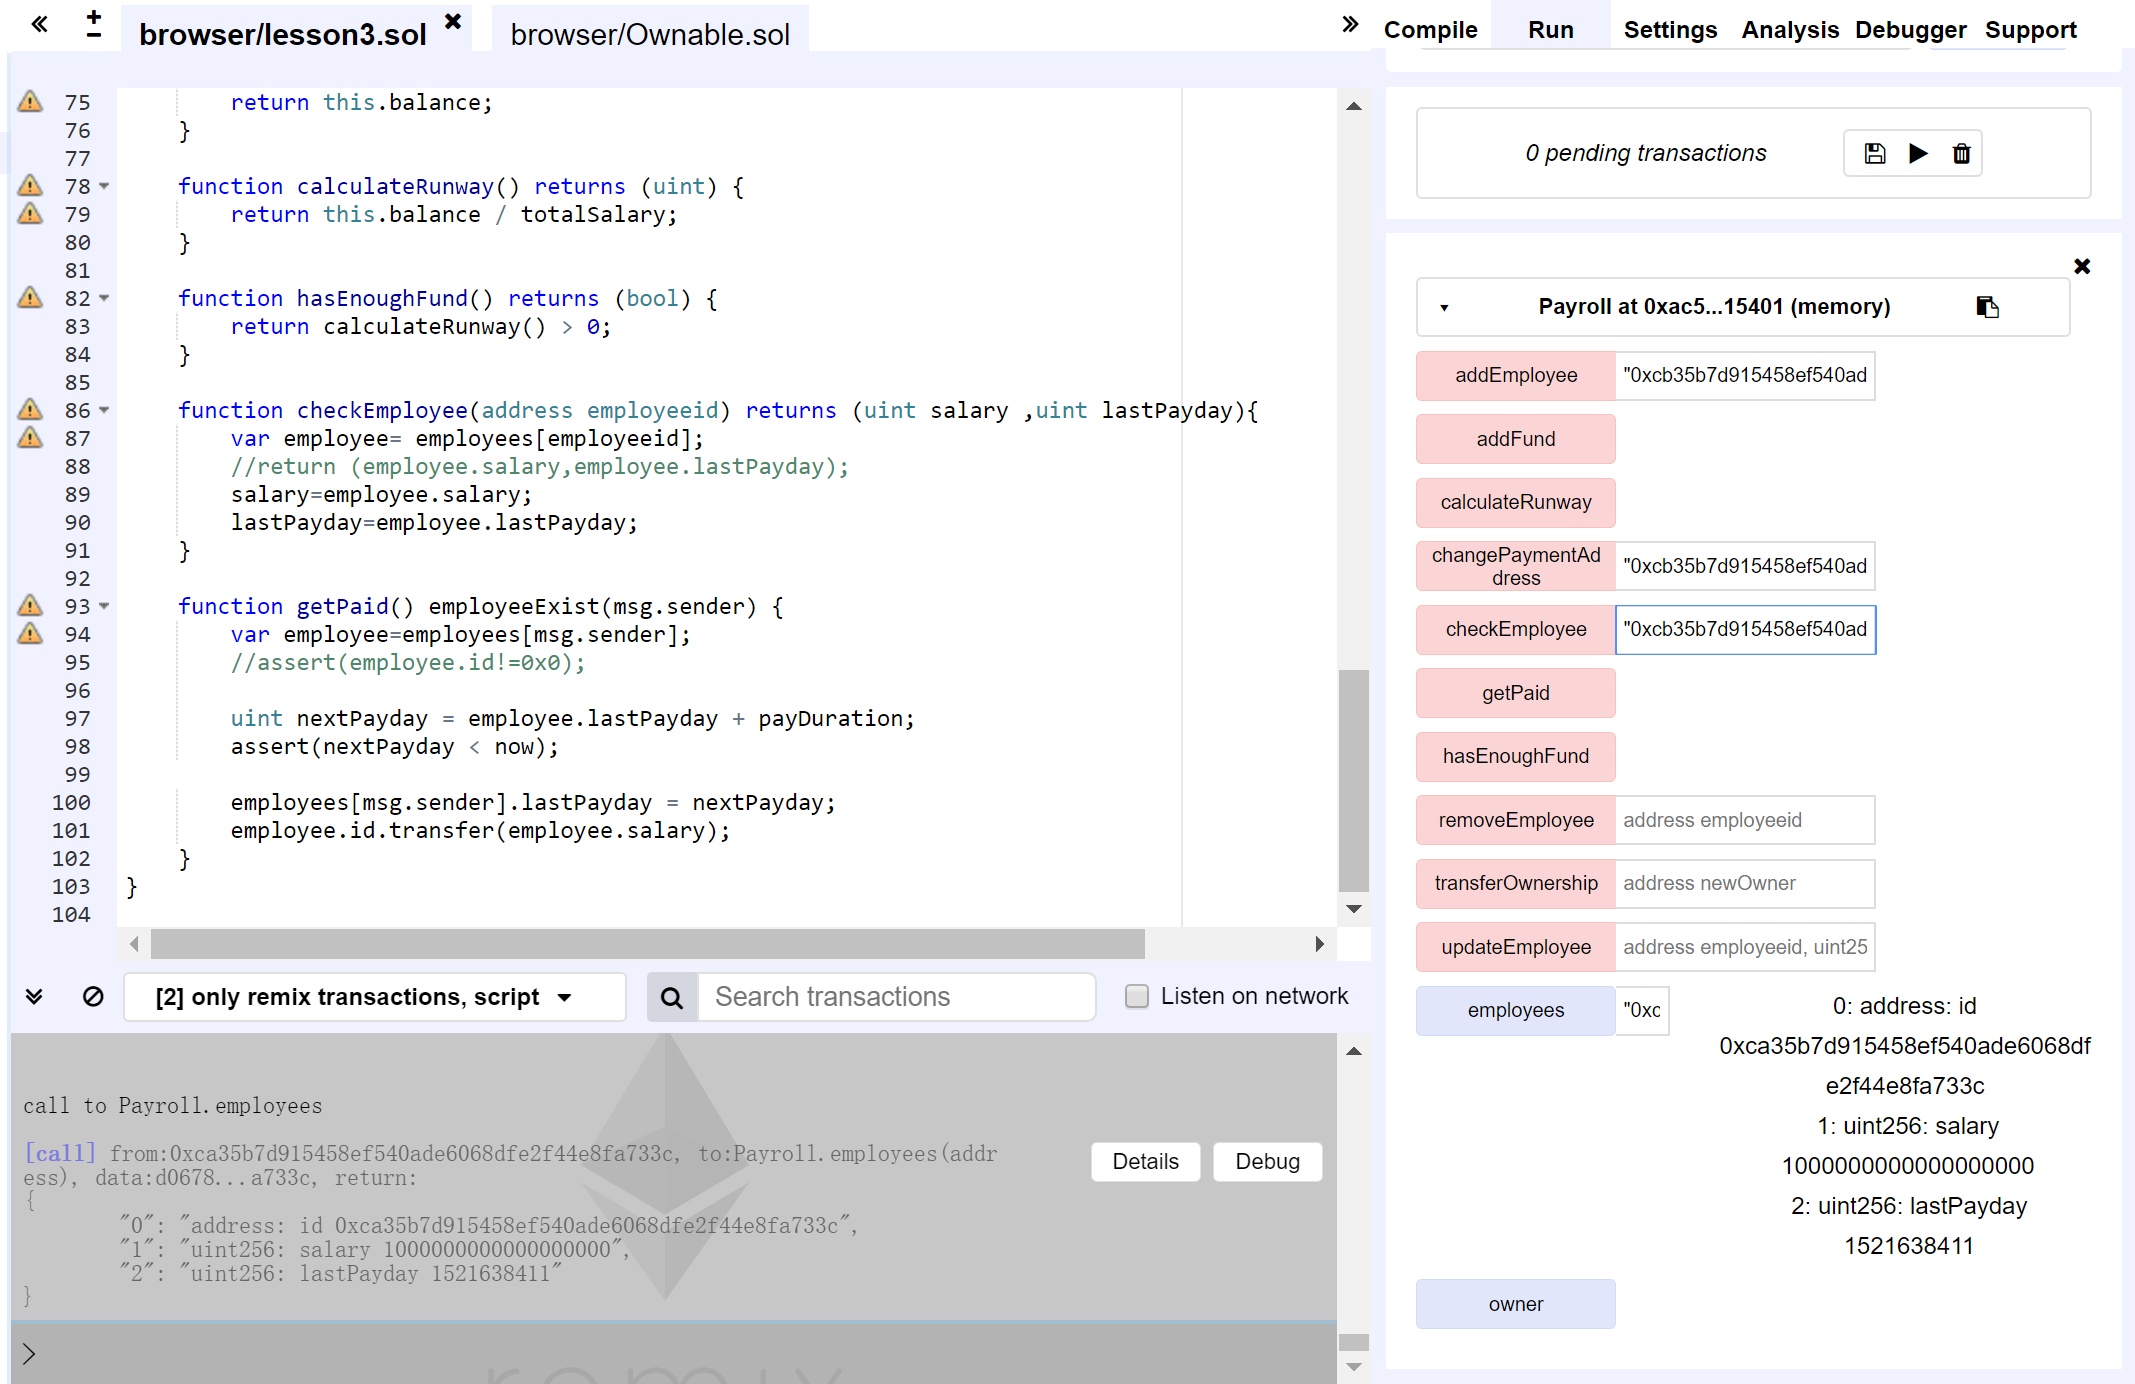 browser/lesson3.sol
browser/Ownable.sol
Compile Run Settings Analysis Debugger Support
75 return this.balance;
76 }
77
78 function calculateRunway() returns (uint) {
79 return this.balance / totalSalary;
80 }
81
82 function hasEnoughFund() returns (bool) {
83 return calculateRunway() > 0;
84 }
85
86 function checkEmployee(address employeeid) returns (uint salary ,uint lastPayday){
87 var employee= employees[employeeid];
88 //return (employee.salary,employee.lastPayday);
89 salary=employee.salary;
90 lastPayday=employee.lastPayday;
91 }
92
93 function getPaid() employeeExist(msg.sender) {
94 var employee=employees[msg.sender];
95 //assert(employee.id!=0x0);
96
97 uint nextPayday = employee.lastPayday + payDuration;
98 assert(nextPayday < now);
99
100 employees[msg.sender].lastPayday = nextPayday;
101 employee.id.transfer(employee.salary);
102 }
103 }
104
[2] only remix transactions, script
Search transactions
Listen on network
call to Payroll.employees
[call] from:0xca35b7d915458ef540ade6068dfe2f44e8fa733c, to:Payroll.employees(addr
ess), data:d0678...a733c, return:
{
"0": "address: id 0xca35b7d915458ef540ade6068dfe2f44e8fa733c",
"1": "uint256: salary 1000000000000000000",
"2": "uint256: lastPayday 1521638411"
}
Details
Debug
>
remix
0 pending transactions
Payroll at 0xac5...15401 (memory)
addEmployee "0xcb35b7d915458ef540ad
addFund
calculateRunway
changePaymentAd
dress
"0xcb35b7d915458ef540ad
checkEmployee "0xcb35b7d915458ef540ad
getPaid
hasEnoughFund
removeEmployee address employeeid
transferOwnership address newOwner
updateEmployee address employeeid, uint25
employees "0xc
0: address: id
0xca35b7d915458ef540ade6068df
e2f44e8fa733c
1: uint256: salary
1000000000000000000
2: uint256: lastPayday
1521638411
owner